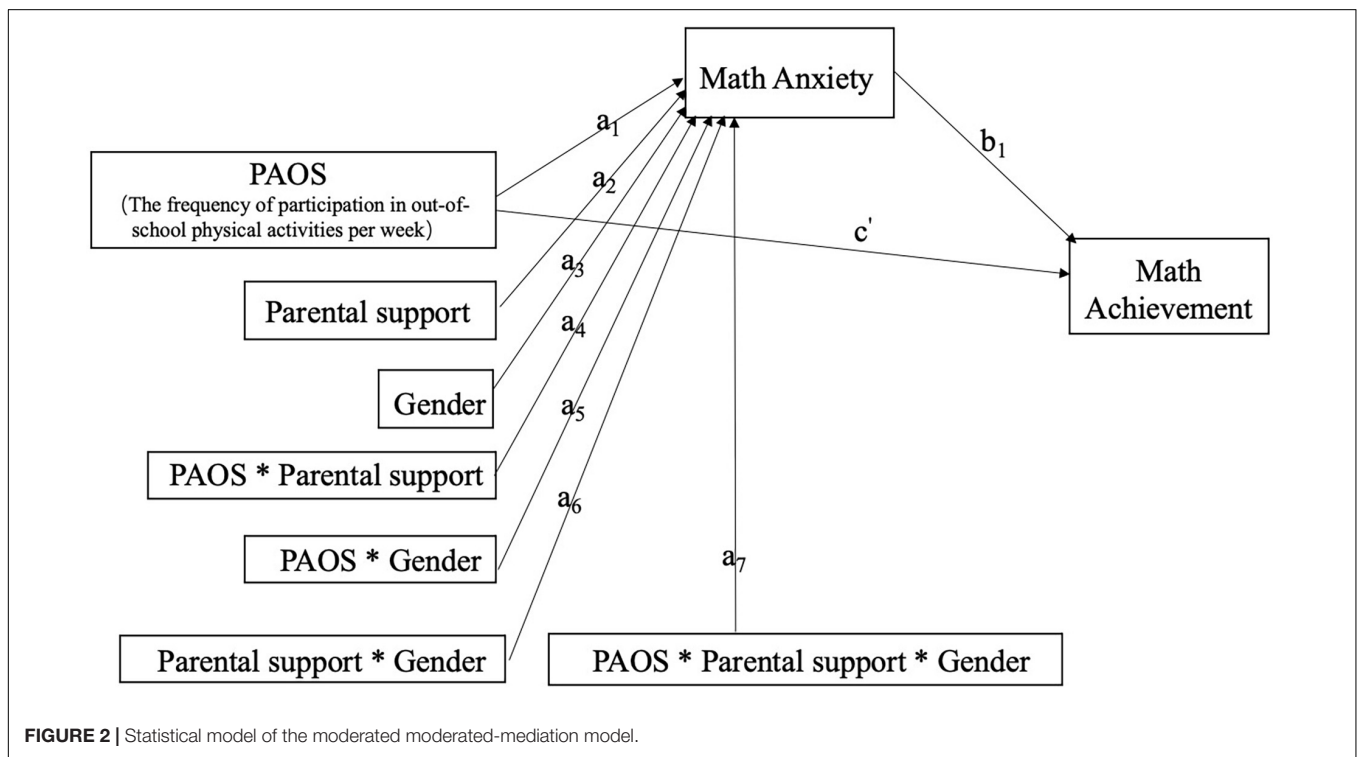 Math Anxiety
a1
PAOS
(The frequency of participation in out-of-
school physical activities per week)
a2
b1
c'
a3
Math
Achievement
Parental support
a4
Gender
a5
PAOS * Parental support
a6
PAOS * Gender
a7
Parental support * Gender
PAOS * Parental support * Gender
FIGURE 2 | Statistical model of the moderated moderated-mediation model.